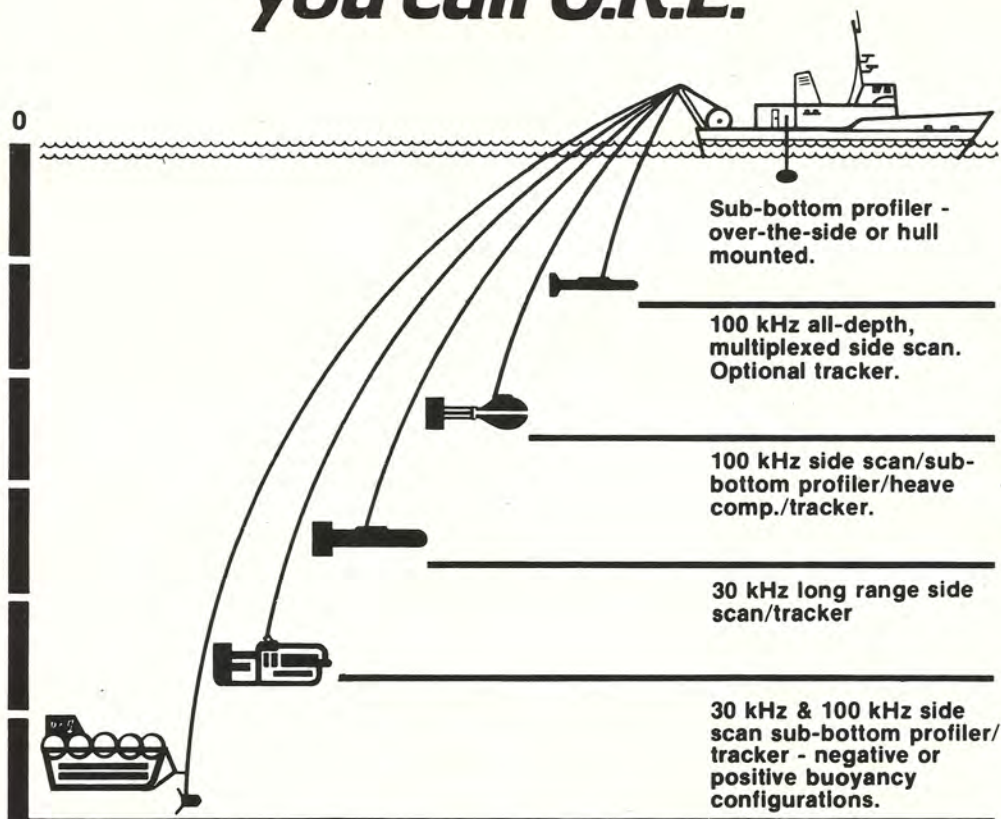 you call O.R.E.
0
Sub-bottom profiler -
over-the-side or hull
mounted.
100 kHz all-depth,
multiplexed side scan.
Optional tracker.
100 kHz side scan/sub-
bottom profiler/heave
comp./tracker.
30 kHz long range side
scan/tracker
30 kHz & 100 kHz side
scan sub-bottom profiler/
tracker - negative or
positive buoyancy
configurations.